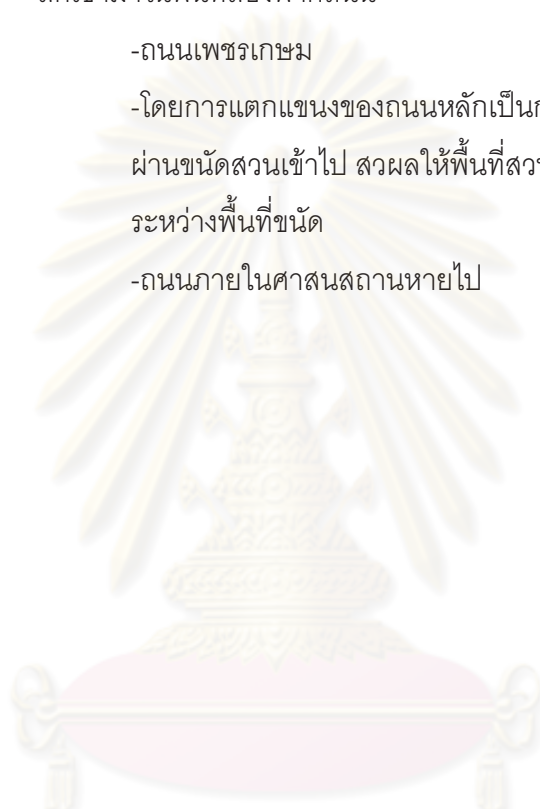 -ถนนเพชรเกษม
-โดยการแตกแขนงของถนนหลักเป็น
ผ่านขนัดสวนเข้าไป สวผลให้พื้นที่สว
ระหว่างพื้นที่ขนัด
-ถนนภายในศาสนสถานหายไป